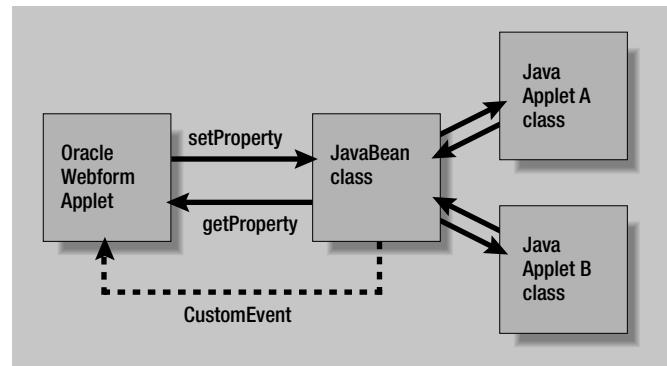 Oracle
Webform
Applet
setProperty
getProperty
CustomEvent
JavaBean
class
Java
Applet A
class
Java
Applet B
class